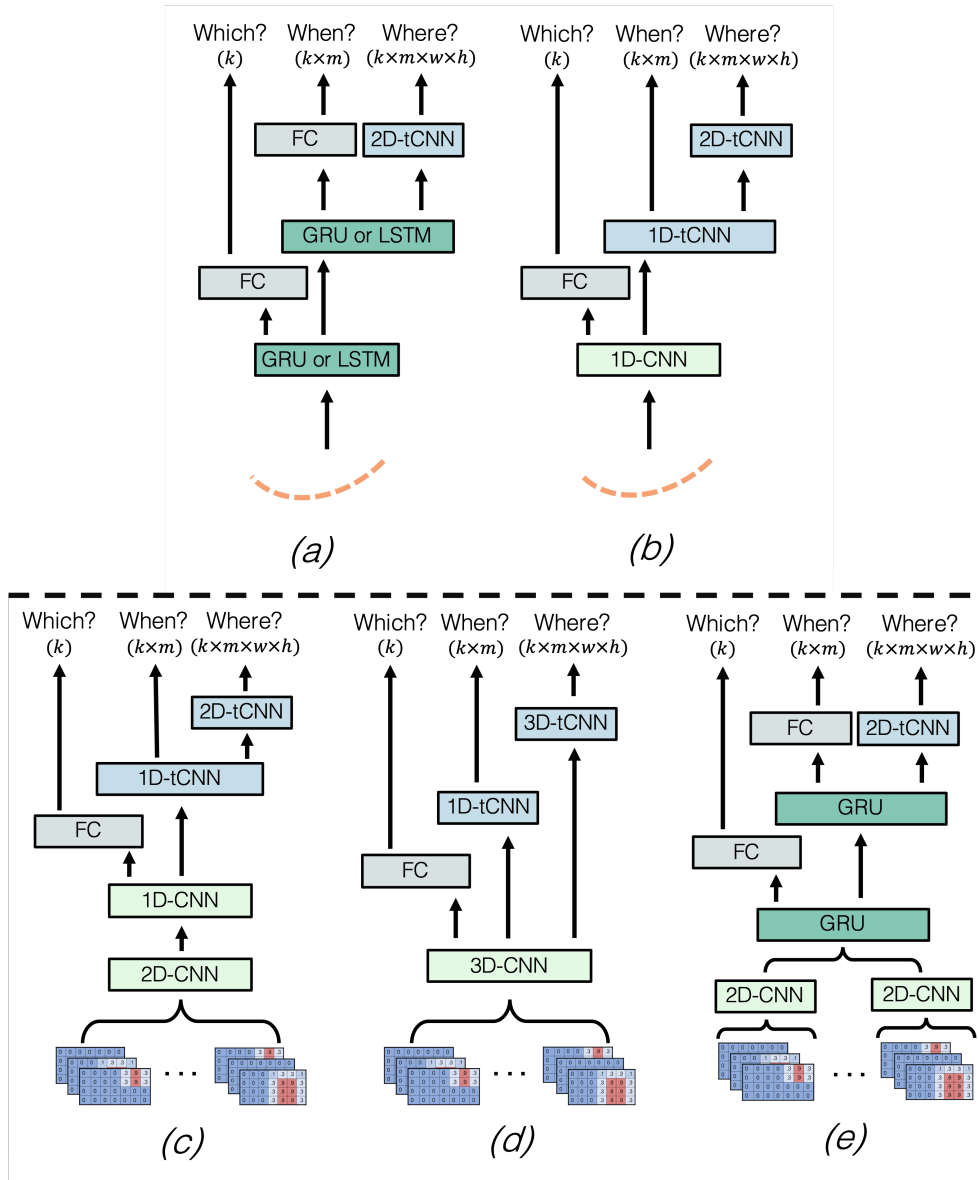 Which? When? Where?
(k) (k×m) (k×m×w×h)
FC 2D-tCNN
GRU or LSTM
FC
GRU or LSTM
(a)
Which? When? Where?
(k) (k×m) (k×m×w×h)
2D-tCNN
1D-tCNN
FC
1D-CNN
(b)
Which? When? Where?
(k) (k×m) (k×m×w×h)
2D-tCNN
1D-tCNN
FC
1D-CNN
2D-CNN
...
(c)
Which? When? Where?
(k) (k×m) (k×m×w×h)
3D-tCNN
1D-tCNN
FC
3D-CNN
...
(d)
Which? When? Where?
(k) (k×m) (k×m×w×h)
FC 2D-tCNN
GRU
FC
GRU
2D-CNN 2D-CNN
...
(e)